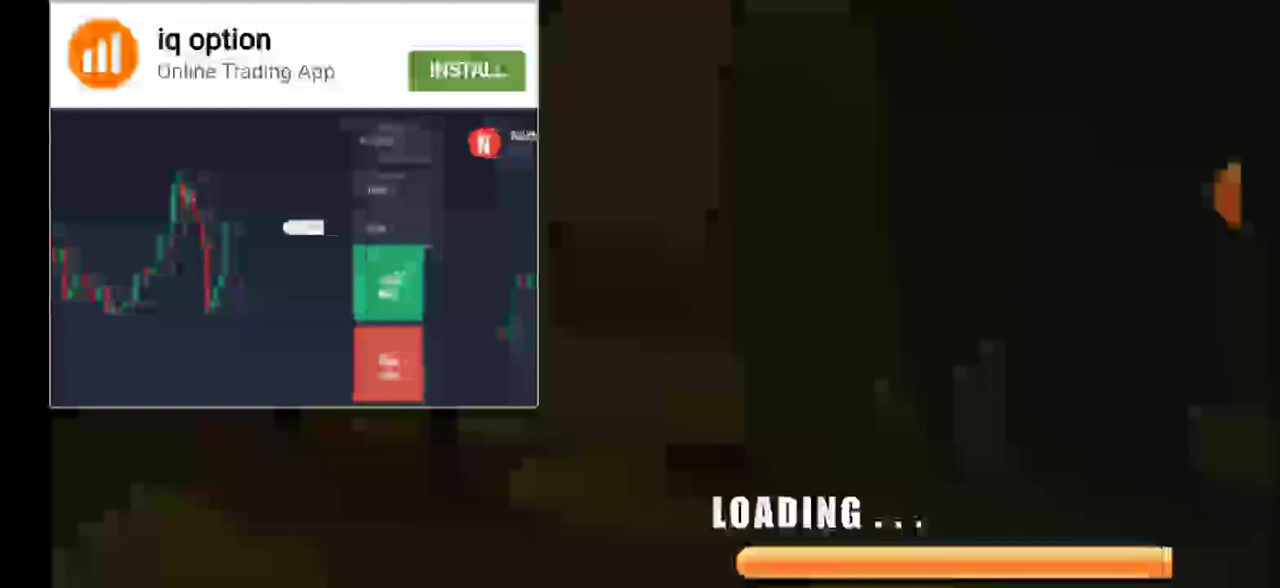 iq option
Online Trading App
INSTALL
N
LOADING . . .